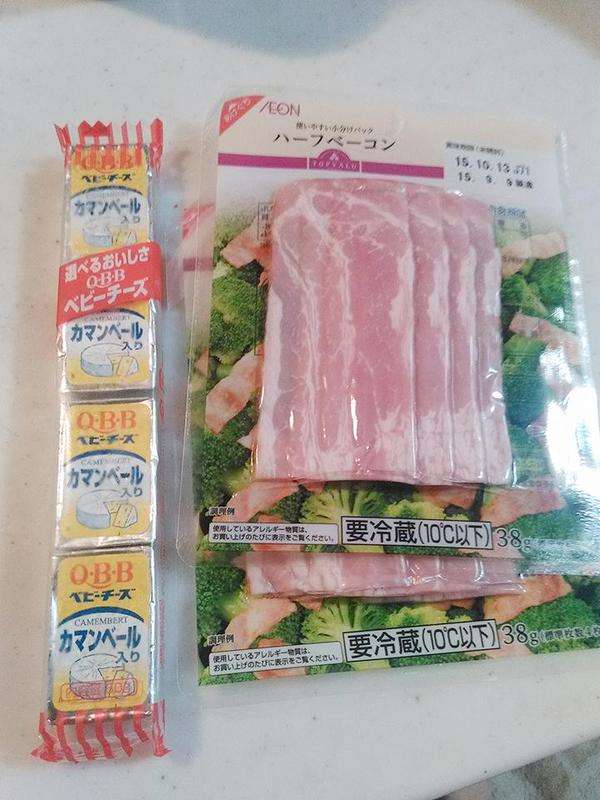 Q·B·B
ベビーチーズ
カマンベール
入り
選べるおいしさ
Q·B·B
ベビーチーズ
CAMEMBERT
カマンベール
入り
Q·B·B
ベビーチーズ
CAMEMBERT
カマンベール
入り
Q·B·B
ベビーチーズ
CAMEMBERT
カマンベール
入り
ÆON
使いやすい小分けパック
ハーフベーコン
TOPVALU
15.10.13
15. 9. 9
調理例
使用しているアレルギー物質は、
お買い上げのたびに表示をご覧ください。
要冷蔵(10℃以下) 38g
調理例
使用しているアレルギー物質は、
お買い上げのたびに表示をご覧ください。
要冷蔵(10℃以下) 38g